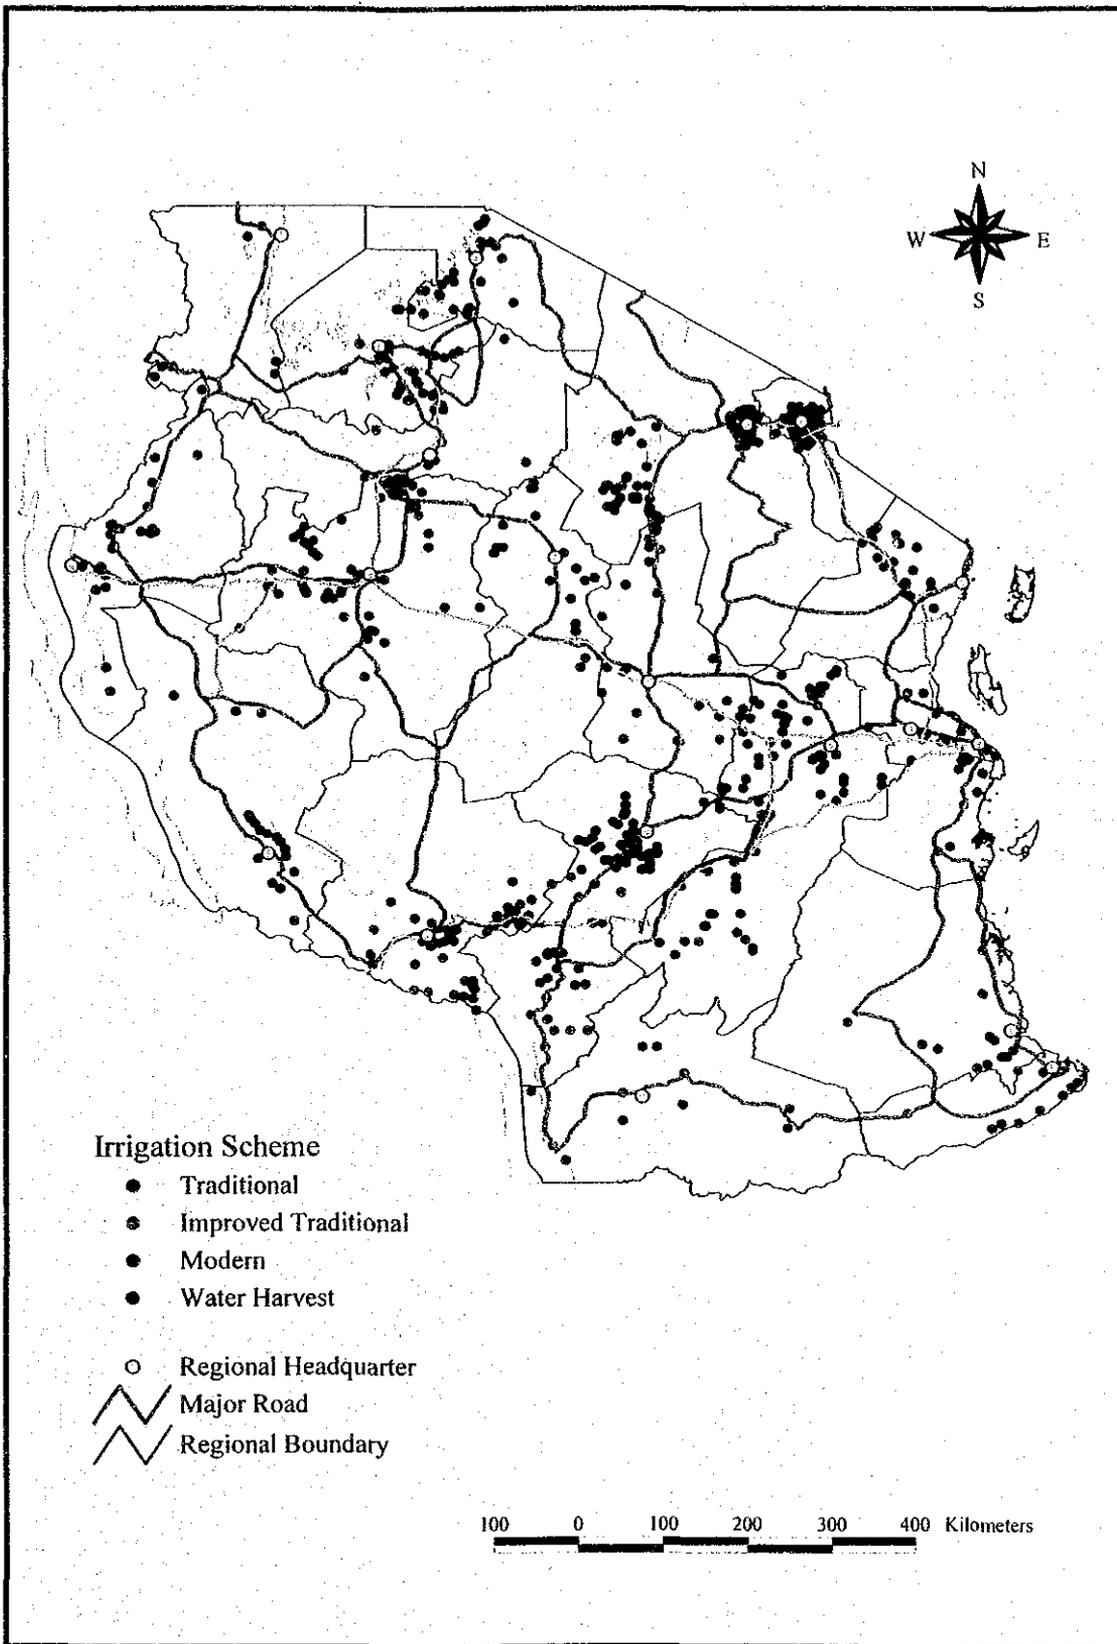 N
W E
S
Irrigation Scheme
Traditional
Improved Traditional
Modern
Water Harvest
Regional Headquarter
Major Road
Regional Boundary
100 0 100 200 300 400 Kilometers